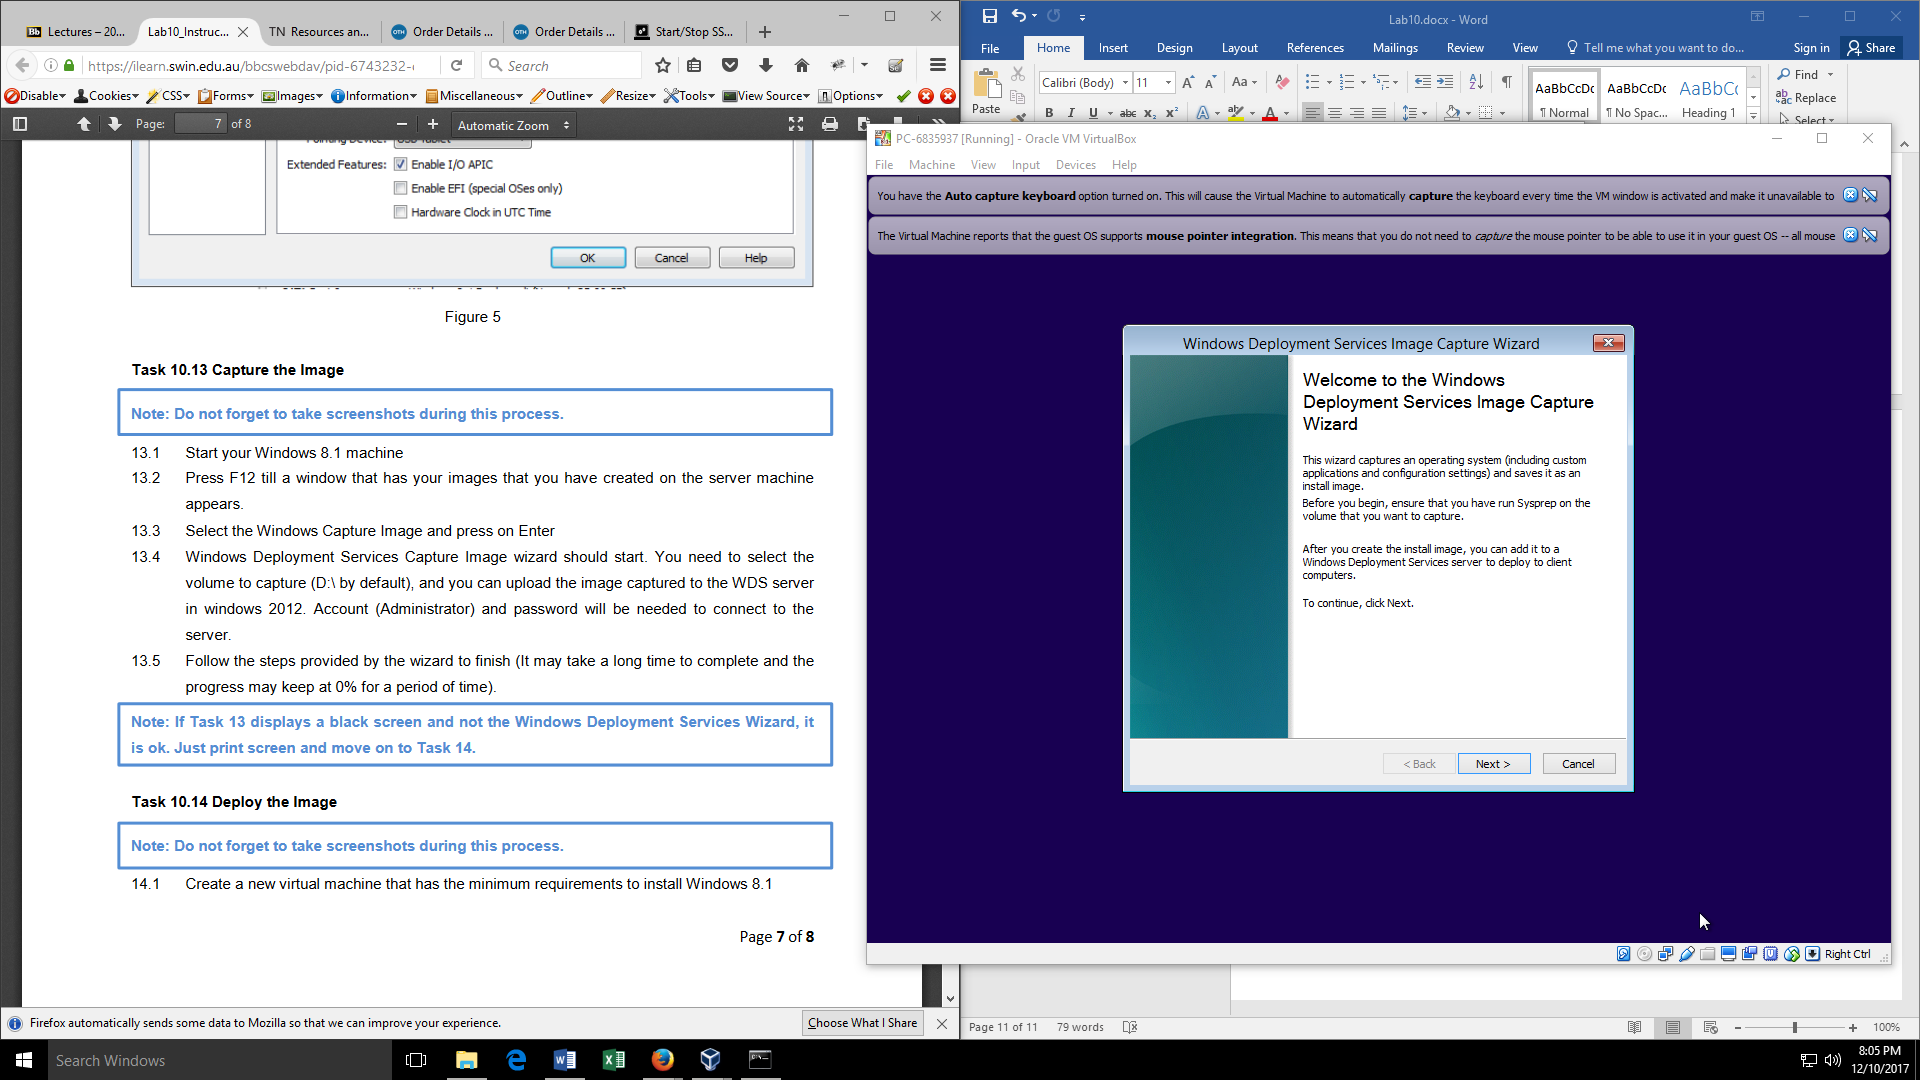 Lectures – 20...
Lab10_Instruc...
TN Resources an...
Order Details ...
Order Details ...
Start/Stop SS...
https://ilearn.swin.edu.au/bbcswebdav/pid-6743232-
Search
Disable
Cookies
CSS
Forms
Images
Information
Miscellaneous
Outline
Resize
Tools
View Source
Options
Page:
7
of 8
Automatic Zoom
Extended Features:
Enable I/O APIC
Enable EFI (special OSes only)
Hardware Clock in UTC Time
OK
Cancel
Help
Figure 5
Task 10.13 Capture the Image
Note: Do not forget to take screenshots during this process.
13.1 Start your Windows 8.1 machine
13.2 Press F12 till a window that has your images that you have created on the server machine
appears.
13.3 Select the Windows Capture Image and press on Enter
13.4 Windows Deployment Services Capture Image wizard should start. You need to select the
volume to capture (D:\ by default), and you can upload the image captured to the WDS server
in windows 2012. Account (Administrator) and password will be needed to connect to the
server.
13.5 Follow the steps provided by the wizard to finish (It may take a long time to complete and the
progress may keep at 0% for a period of time).
Note: If Task 13 displays a black screen and not the Windows Deployment Services Wizard, it
is ok. Just print screen and move on to Task 14.
Task 10.14 Deploy the Image
Note: Do not forget to take screenshots during this process.
14.1 Create a new virtual machine that has the minimum requirements to install Windows 8.1
Page 7 of 8
Firefox automatically sends some data to Mozilla so that we can improve your experience.
Choose What I Share
Lab10.docx - Word
File
Home
Insert
Design
Layout
References
Mailings
Review
View
Tell me what you want to do...
Sign in
Share
Paste
Calibri (Body)
11
AaBbCcDc
¶ Normal
AaBbCcDc
¶ No Spac...
AaBbCc
Heading 1
Find
Replace
Select
PC-6835937 [Running] - Oracle VM VirtualBox
File
Machine
View
Input
Devices
Help
You have the Auto capture keyboard option turned on. This will cause the Virtual Machine to automatically capture the keyboard every time the VM window is activated and make it unavailable to
The Virtual Machine reports that the guest OS supports mouse pointer integration. This means that you do not need to capture the mouse pointer to be able to use it in your guest OS -- all mouse
Windows Deployment Services Image Capture Wizard
Welcome to the Windows
Deployment Services Image Capture
Wizard
This wizard captures an operating system (including custom
applications and configuration settings) and saves it as an
install image.
Before you begin, ensure that you have run Sysprep on the
volume that you want to capture.
After you create the install image, you can add it to a
Windows Deployment Services server to deploy to client
computers.
To continue, click Next.
< Back
Next >
Cancel
Right Ctrl
Page 11 of 11
79 words
100%
Search Windows
8:05 PM
12/10/2017